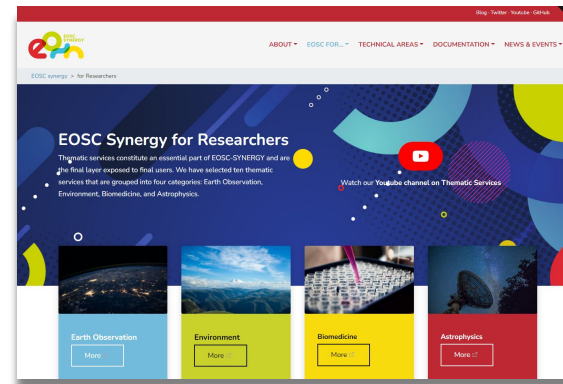 Blog · Twitter · Youtube · GitHub
EOSC
SYNERGY
ABOUT EOSC FOR... TECHNICAL AREAS DOCUMENTATION NEWS & EVENTS
EOSC synergy > for Researchers
EOSC Synergy for Researchers
Thematic services constitute an essential part of EOSC-SYNERGY and are
the final layer exposed to final users. We have selected ten thematic
services that are grouped into four categories: Earth Observation,
Environment, Biomedicine, and Astrophysics.
Watch our Youtube channel on Thematic Services
Earth Observation
More
Environment
More
Biomedicine
More
Astrophysics
More